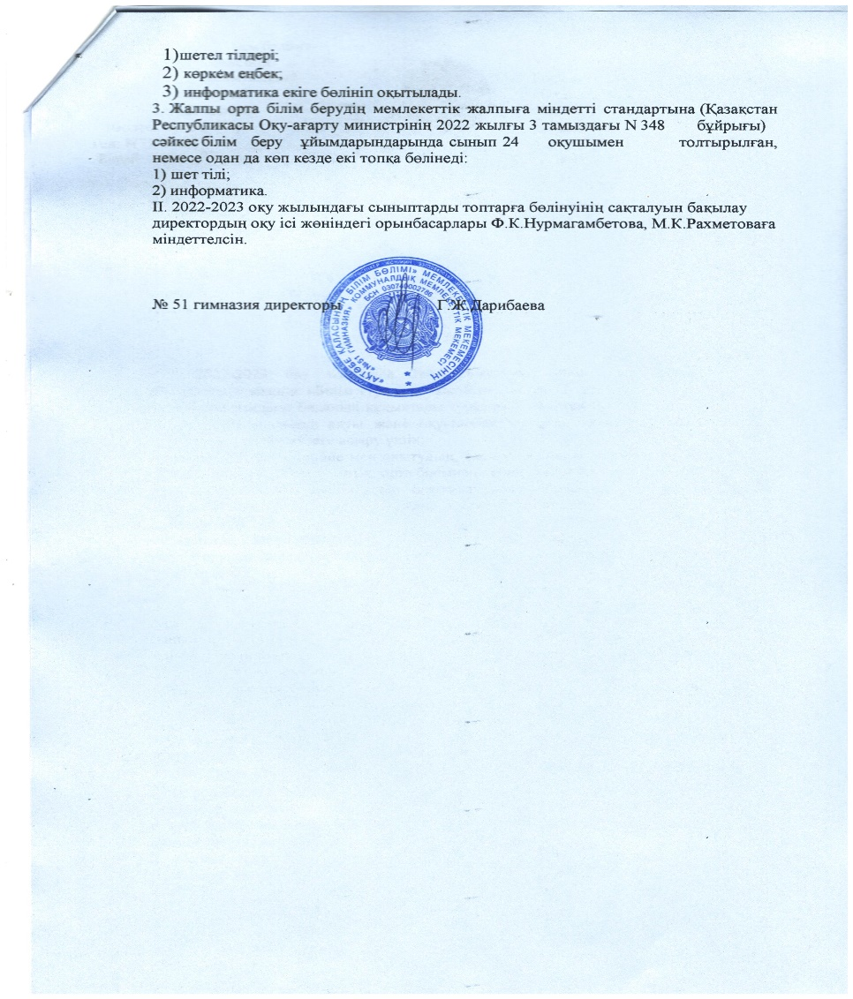 1)шетел тілдері;
2) көркем еңбек;
3) информатика екіге бөлініп оқытылады.
3. Жалпы орта білім берудің мемлекеттік жалпыға міндетті стандартына (Қазақстан
Республикасы Оқу-ағарту министрінің 2022 жылғы 3 тамыздағы N 348 бұйрығы)
сәйкес білім беру ұйымдарындарында сынып 24 оқушымен толтырылған,
немесе одан да көп кезде екі топқа бөлінеді:
1) шет тілі;
2) информатика.
ІІ. 2022-2023 оқу жылындағы сыныптарды топтарға бөлінуінің сақталуын бақылау
директордың оқу ісі жөніндегі орынбасарлары Ф.К.Нурмагамбетова, М.К.Рахметоваға
міндеттелсін.
№ 51 гимназия директоры Г.Ж.Дарибаева
«АҚТӨБЕ ҚАЛАСЫНЫҢ БІЛІМ БӨЛІМІ» МЕМЛЕКЕТТІК МЕКЕМЕСІНІҢ
«№51 ГИМНАЗИЯ» КОММУНАЛДЫҚ МЕМЛЕКЕТТІК МЕКЕМЕСІ
БСН 030740002786